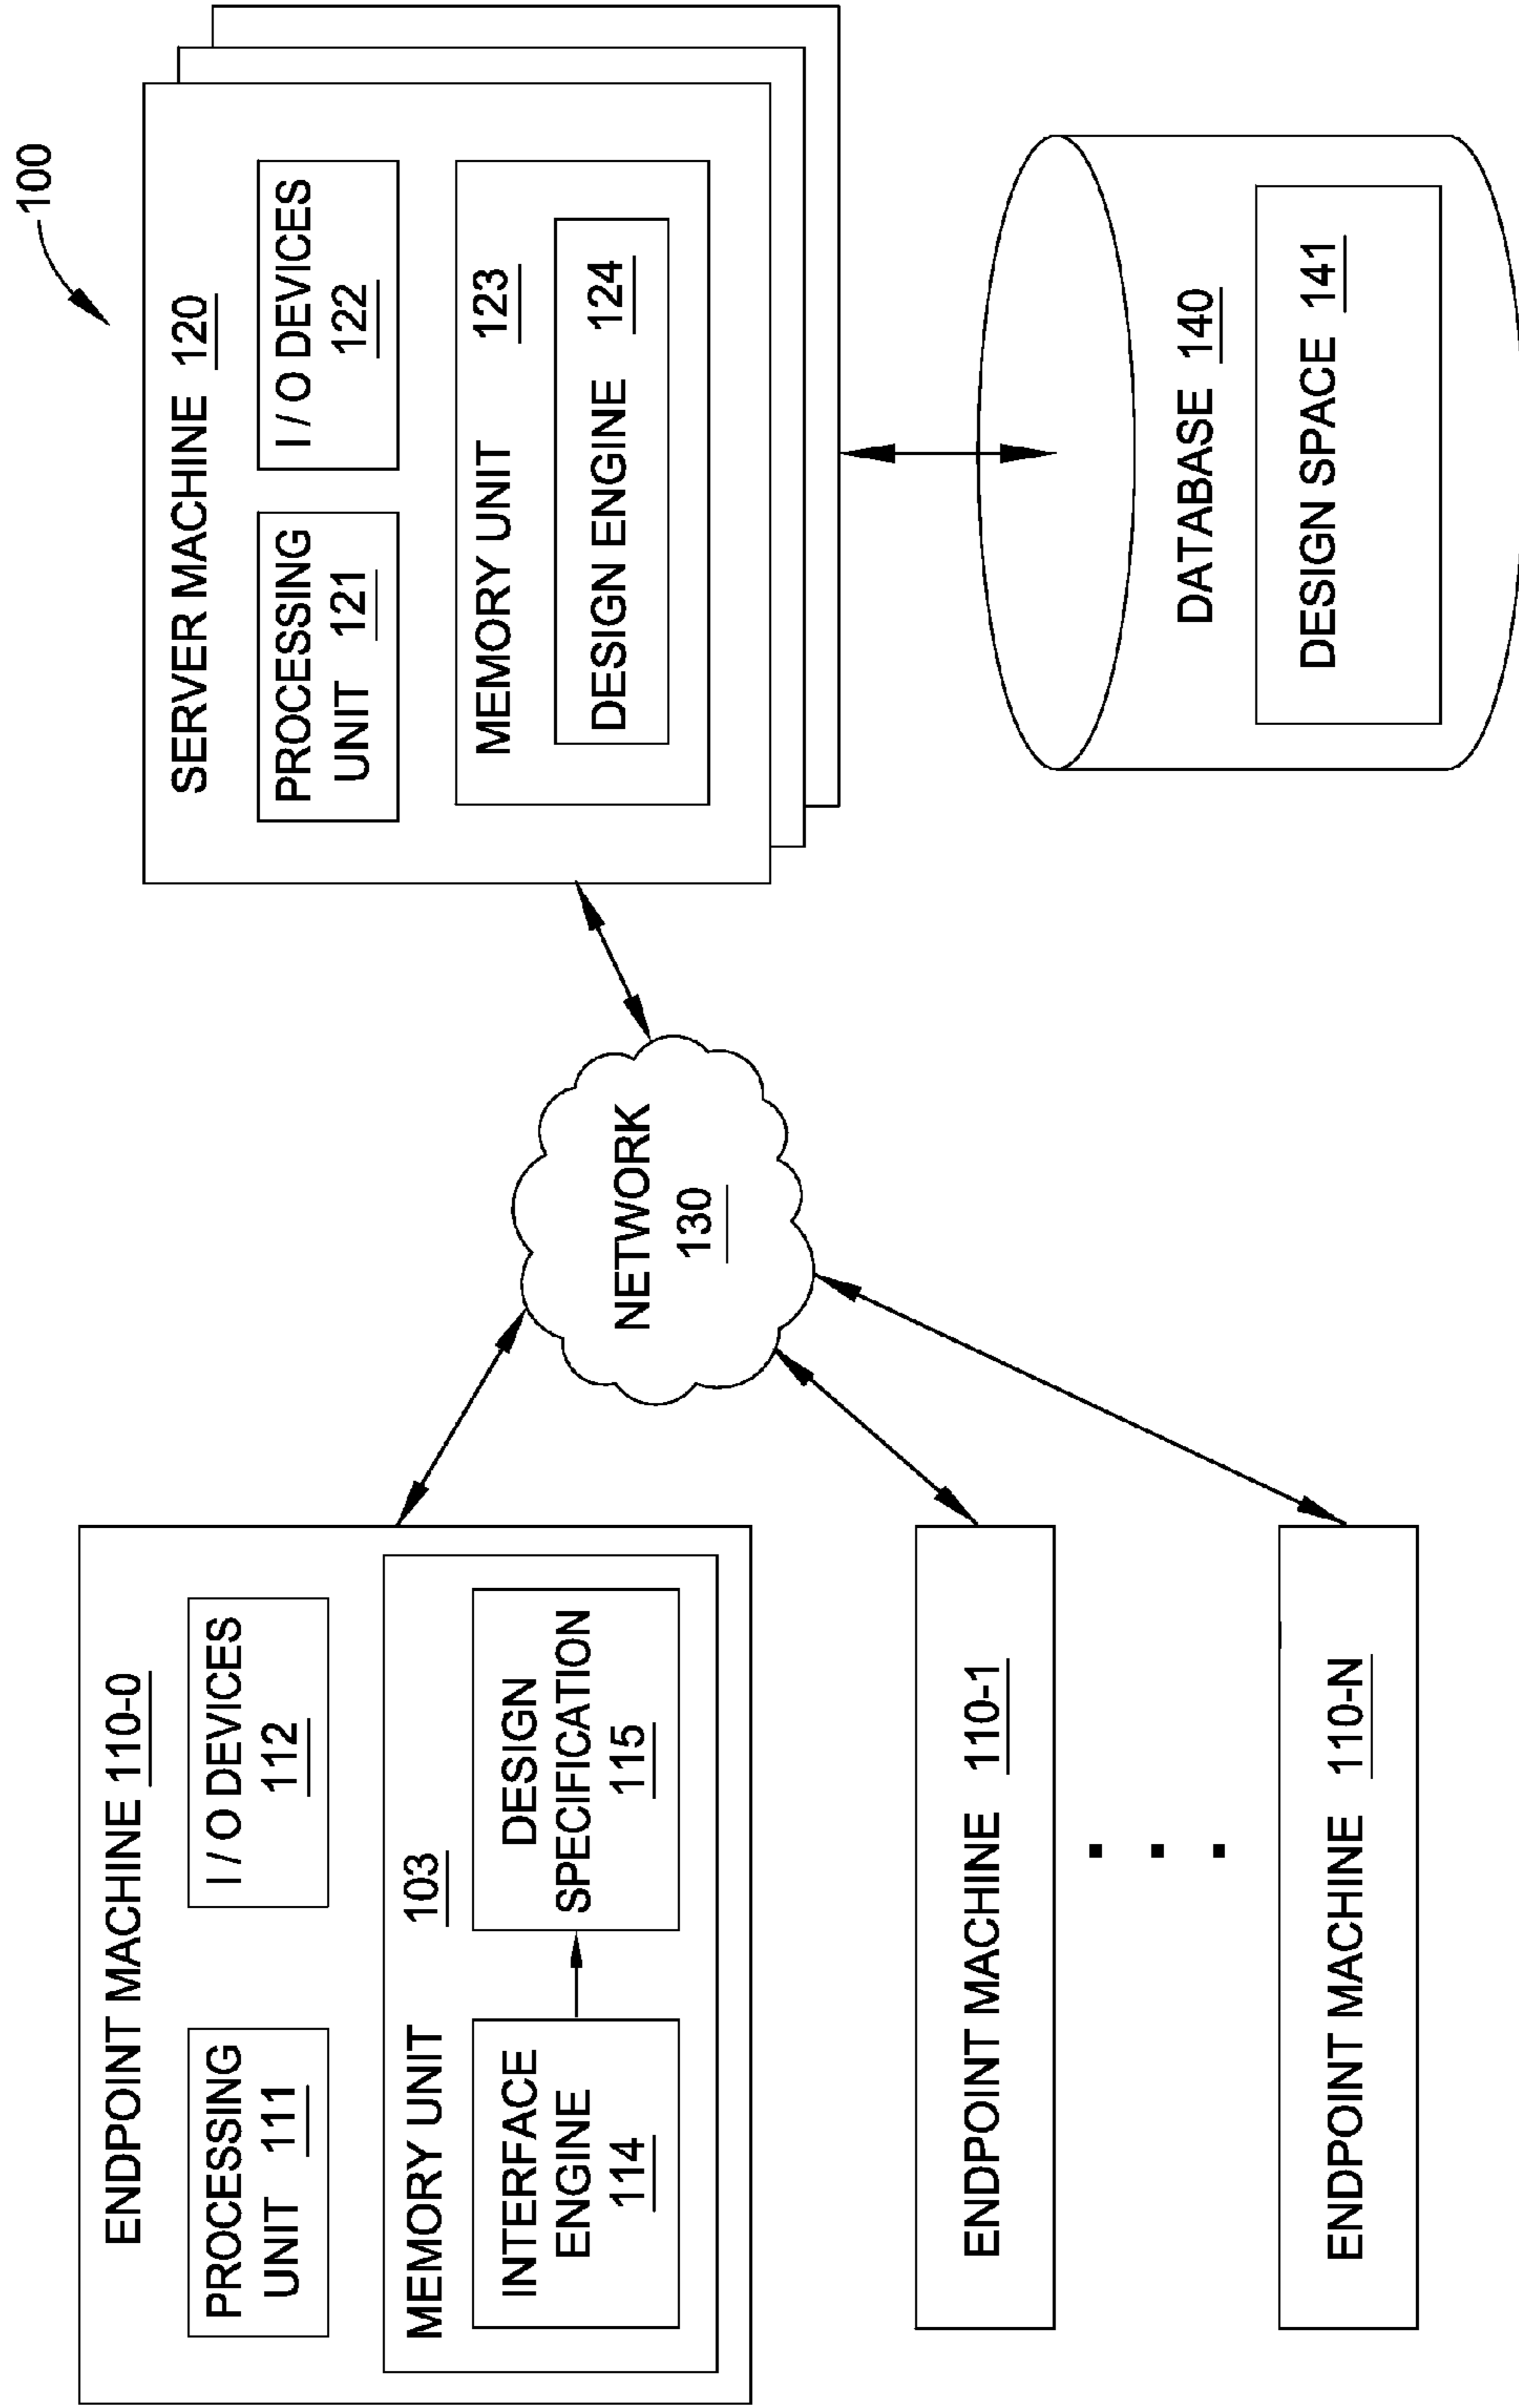 100
ENDPOINT MACHINE 110-0
PROCESSING
UNIT 111
I / O DEVICES
112
MEMORY UNIT 103
INTERFACE
ENGINE
114
DESIGN
SPECIFICATION
115
ENDPOINT MACHINE 110-1
ENDPOINT MACHINE 110-N
NETWORK
130
SERVER MACHINE 120
PROCESSING
UNIT 121
I / O DEVICES
122
MEMORY UNIT 123
DESIGN ENGINE 124
DATABASE 140
DESIGN SPACE 141